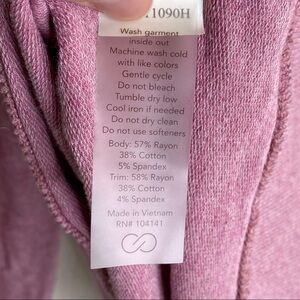 1090H
Wash garment
inside out
Machine wash cold
with like colors
Gentle cycle
Do not bleach
Tumble dry low
Cool iron if needed
Do not dry clean
Do not use softeners
Body: 57% Rayon
38% Cotton
5% Spandex
Trim: 58% Rayon
38% Cotton
4% Spandex
Made in Vietnam
RN# 104141